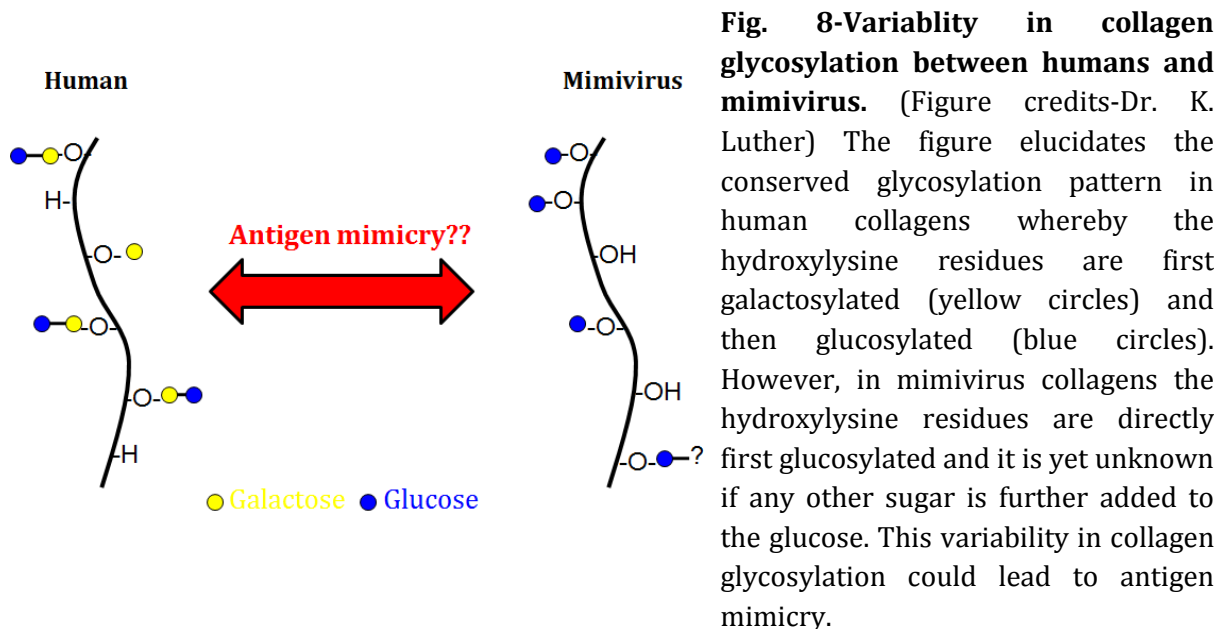 Human
Mimivirus
-O-
H-
-O-
-O-
-O-
-H
Antigen mimicry??
-O-
-O-
-OH
-O-
-OH
-O- -?
Galactose Glucose
Fig. 8-Variablity in collagen
glycosylation between humans and
mimivirus. (Figure credits-Dr. K.
Luther) The figure elucidates the
conserved glycosylation pattern in
human collagens whereby the
hydroxylysine residues are first
galactosylated (yellow circles) and
then glucosylated (blue circles).
However, in mimivirus collagens the
hydroxylysine residues are directly
first glucosylated and it is yet unknown
if any other sugar is further added to
the glucose. This variability in collagen
glycosylation could lead to antigen
mimicry.